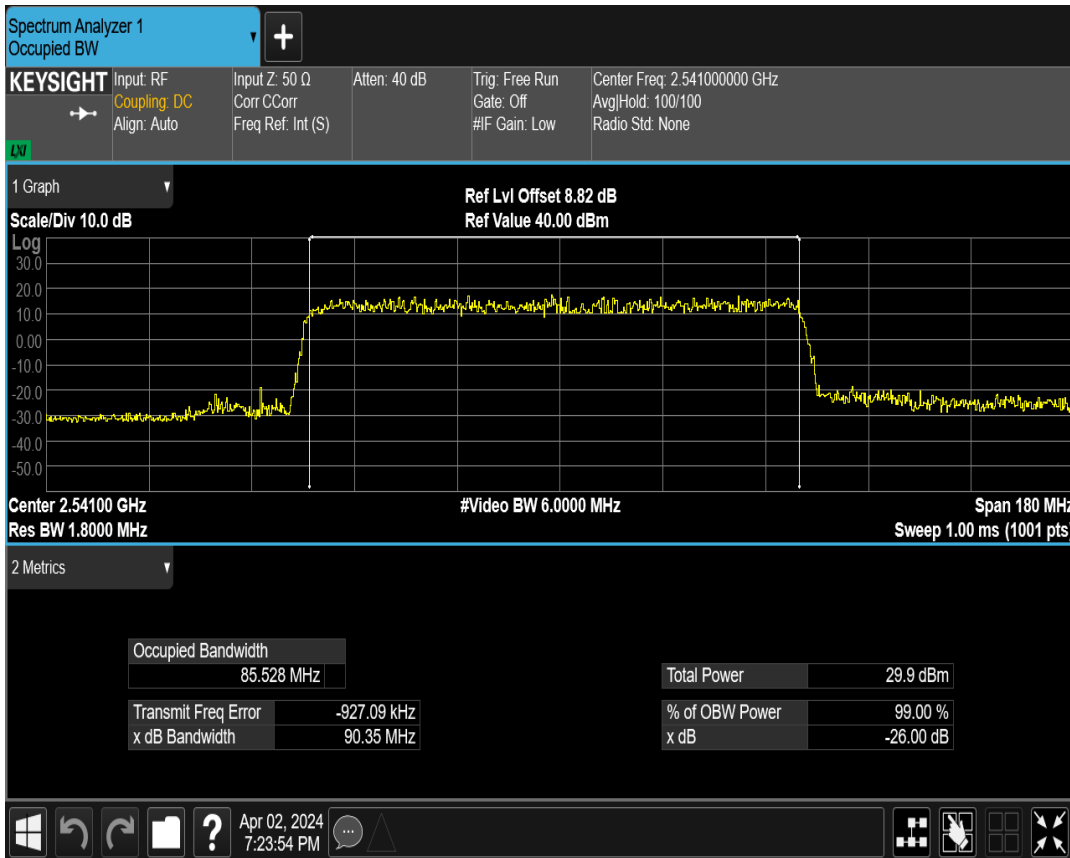 Spectrum Analyzer 1
Occupied BW
KEYSIGHT
LXI
Input: RF
Coupling: DC
Align: Auto
Input Z: 50 Ω
Corr CCorr
Freq Ref: Int (S)
Atten: 40 dB
Trig: Free Run
Gate: Off
#IF Gain: Low
Center Freq: 2.541000000 GHz
Avg|Hold: 100/100
Radio Std: None
1 Graph
Scale/Div 10.0 dB
Ref Lvl Offset 8.82 dB
Ref Value 40.00 dBm
Log
30.0
20.0
10.0
0.00
-10.0
-20.0
-30.0
-40.0
-50.0
Center 2.54100 GHz
#Video BW 6.0000 MHz
Span 180 MHz
Res BW 1.8000 MHz
Sweep 1.00 ms (1001 pts)
2 Metrics
Occupied Bandwidth
85.528 MHz
Total Power 29.9 dBm
Transmit Freq Error -927.09 kHz
% of OBW Power 99.00 %
x dB Bandwidth 90.35 MHz
x dB -26.00 dB
?
Apr 02, 2024
7:23:54 PM